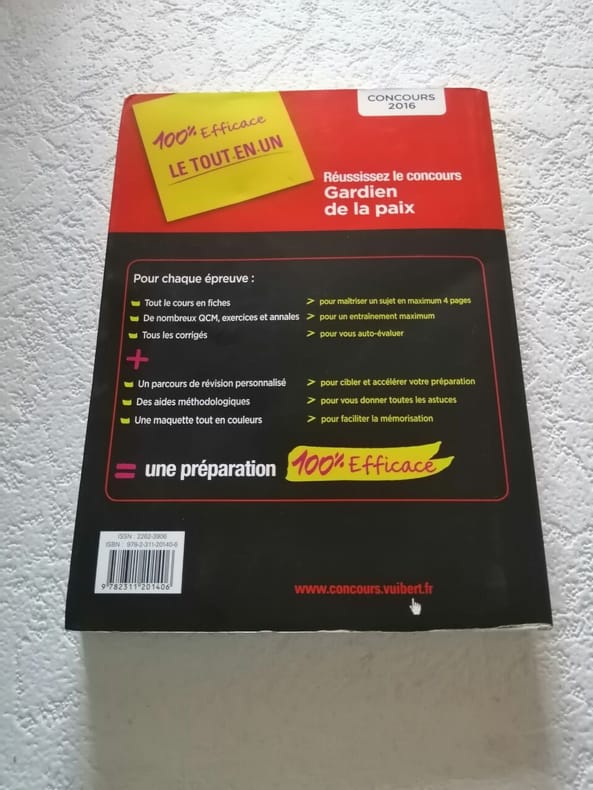 CONCOURS
2016
100% Efficace
LE TOUT-EN-UN
Réussissez le concours
Gardien
de la paix
Pour chaque épreuve :
Tout le cours en fiches > pour maîtriser un sujet en maximum 4 pages
De nombreux QCM, exercices et annales > pour un entraînement maximum
Tous les corrigés > pour vous auto-évaluer
+
Un parcours de révision personnalisé > pour cibler et accélérer votre préparation
Des aides méthodologiques > pour vous donner toutes les astuces
Une maquette tout en couleurs > pour faciliter la mémorisation
= une préparation 100% Efficace
ISSN : 2262-3906
ISBN : 978-2-311-20140-6
9 782311 201406
www.concours.vuibert.fr